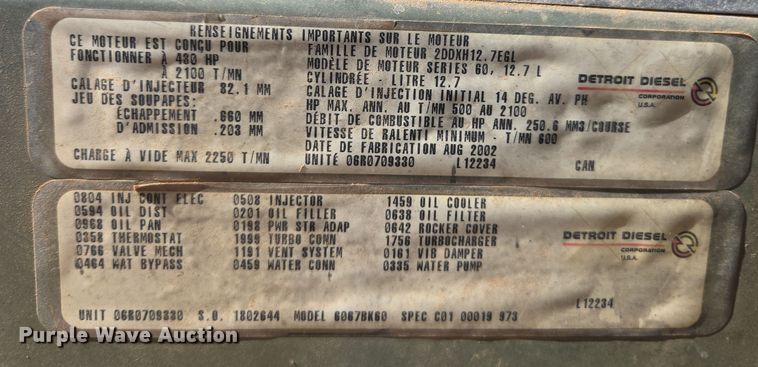 RENSEIGNEMENTS IMPORTANTS SUR LE MOTEUR
CE MOTEUR EST CONÇU POUR
FONCTIONNER À 430 HP
À 2100 T/MN
CALAGE D'INJECTEUR 82.1 MM
JEU DES SOUPAPES:
ÉCHAPPEMENT .660 MM
D'ADMISSION .203 MM
CHARGE À VIDE MAX 2250 T/MN
FAMILLE DE MOTEUR 2DDXH12.7EGL
MODÈLE DE MOTEUR SERIES 60, 12.7 L
CYLINDRÉE - LITRE 12.7
CALAGE D'INJECTION INITIAL 14 DEG. AV. PH
HP MAX. ANN. AU T/MN 500 AU 2100
DÉBIT DE COMBUSTIBLE AU HP ANN. 250.6 MM3/COURSE
VITESSE DE RALENTI MINIMUM - T/MN 600
DATE DE FABRICATION AUG 2002
UNITÉ 06R0709330 L12234 CAN
DETROIT DIESEL
CORPORATION
U.S.A.
0804 INJ CONT ELEC 0508 INJECTOR 1459 OIL COOLER
0594 OIL DIST 0201 OIL FILLER 0638 OIL FILTER
0968 OIL PAN 0198 PWR STR ADAP 0642 ROCKER COVER
0358 THERMOSTAT 1996 TURBO CONN 1756 TURBOCHARGER
0766 VALVE MECH 1191 VENT SYSTEM 0161 VIB DAMPER
0464 WAT BYPASS 0459 WATER CONN 0335 WATER PUMP
DETROIT DIESEL
CORPORATION
U.S.A.
L12234
UNIT 06R0709330 S.O. 1802644 MODEL 6067BK60 SPEC C01 00019 973
Purple Wave Auction